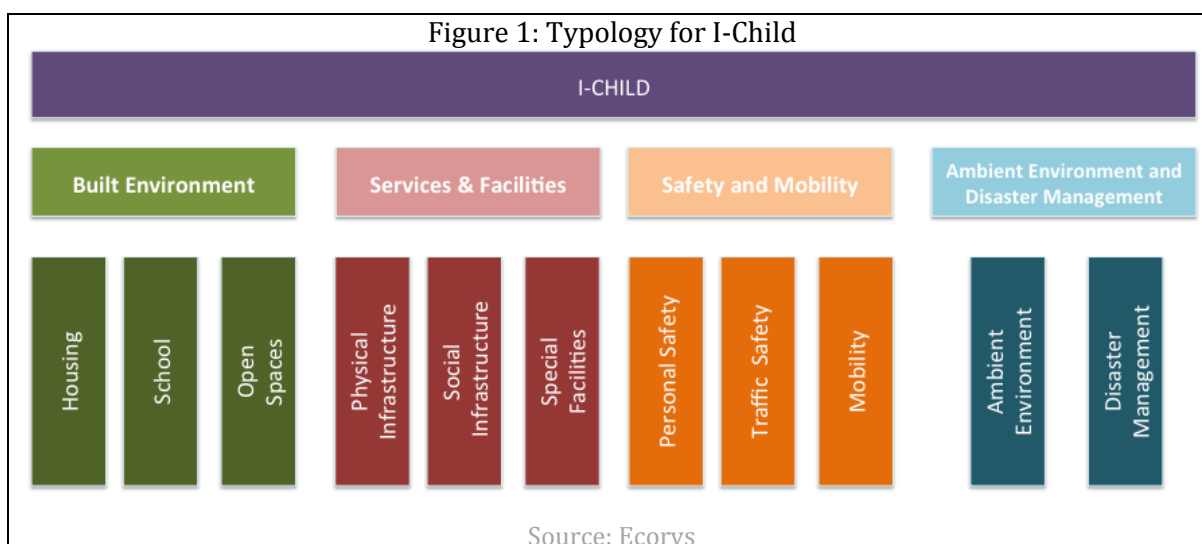 Figure 1: Typology for I-Child
I-CHILD
Built Environment
Services & Facilities
Safety and Mobility
Ambient Environment and
Disaster Management
Housing
School
Open
Spaces
Physical
Infrastructure
Social
Infrastructure
Special
Facilities
Personal Safety
Traffic Safety
Mobility
Ambient
Environment
Disaster
Management
Source: Ecorys